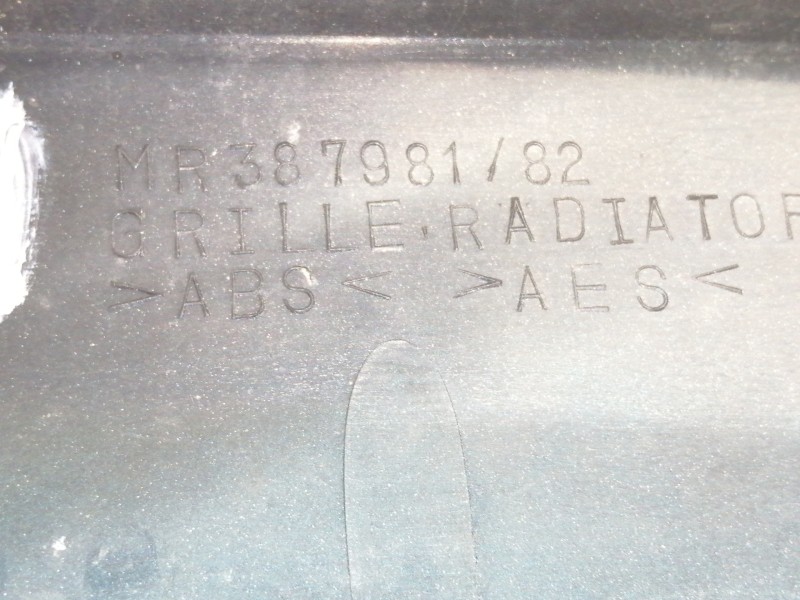 MR387981/82
GRILLE.RADIATOR
>ABS< >AES<